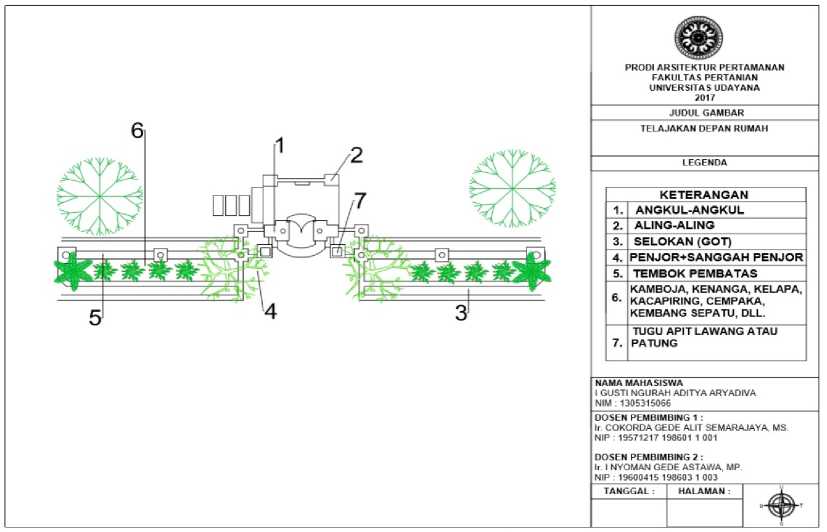 6
1
2
7
5
4
3
PRODI ARSITEKTUR PERTAMANAN
FAKULTAS PERTANIAN
UNIVERSITAS UDAYANA
2017
JUDUL GAMBAR
TELAJAKAN DEPAN RUMAH
LEGENDA
KETERANGAN
1. ANGKUL-ANGKUL
2. ALING-ALING
3. SELOKAN (GOT)
4. PENJOR+SANGGAH PENJOR
5. TEMBOK PEMBATAS
6. KAMBOJA, KENANGA, KELAPA,
KACAPIRING, CEMPAKA,
KEMBANG SEPATU, DLL.
7. TUGU APIT LAWANG ATAU
PATUNG
NAMA MAHASISWA
I GUSTI NGURAH ADITYA ARYADIVA
NIM : 1305315066
DOSEN PEMBIMBING 1 :
Ir. COKORDA GEDE ALIT SEMARAJAYA, MS.
NIP : 19571217 198601 1 001
DOSEN PEMBIMBING 2 :
Ir. I NYOMAN GEDE ASTAWA, MP.
NIP : 19600415 198603 1 003
TANGGAL : HALAMAN :